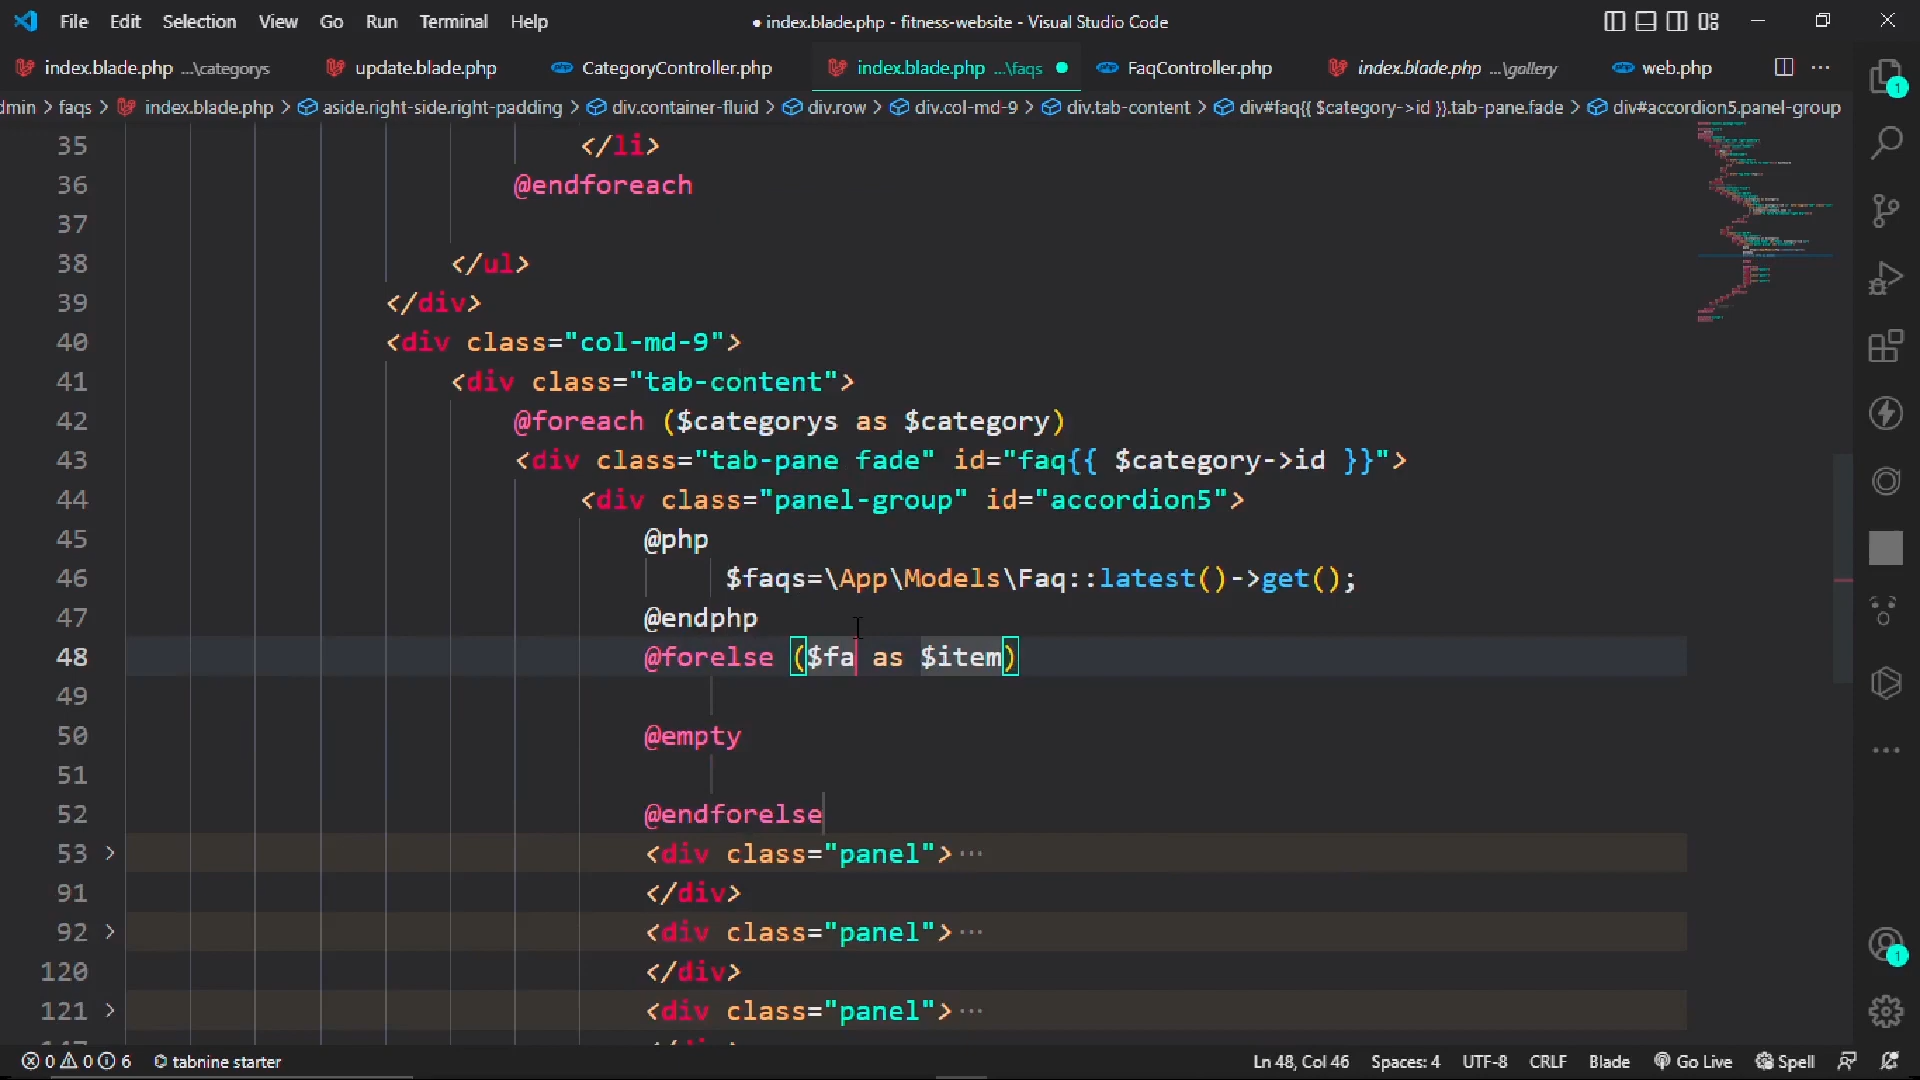 File Edit Selection View Go Run Terminal Help
● index.blade.php - fitness-website - Visual Studio Code
index.blade.php ...\categorys
update.blade.php
CategoryController.php
index.blade.php ...\faqs ●
FaqController.php
index.blade.php ...\gollery
web.php
dmin > faqs > index.blade.php > aside.right-side.right-padding > div.container-fluid > div.row > div.col-md-9 > div.tab-content > div#faq{{ $category->id }}.tab-pane.fade > div#accordion5.panel-group
35 </li>
36 @endforeach
37
38 </ul>
39 </div>
40 <div class="col-md-9">
41 <div class="tab-content">
42 @foreach ($categorys as $category)
43 <div class="tab-pane fade" id="faq{{ $category->id }}">
44 <div class="panel-group" id="accordion5">
45 @php
46 $faqs=\App\Models\Faq::latest()->get();
47 @endphp
48 @forelse ($fa as $item)
49
50 @empty
51
52 @endforelse
53 > <div class="panel">···
91 </div>
92 > <div class="panel">···
120 </div>
121 > <div class="panel">···
1
1
0 0 6 tabnine starter
Ln 48, Col 46 Spaces: 4 UTF-8 CRLF Blade Go Live Spell